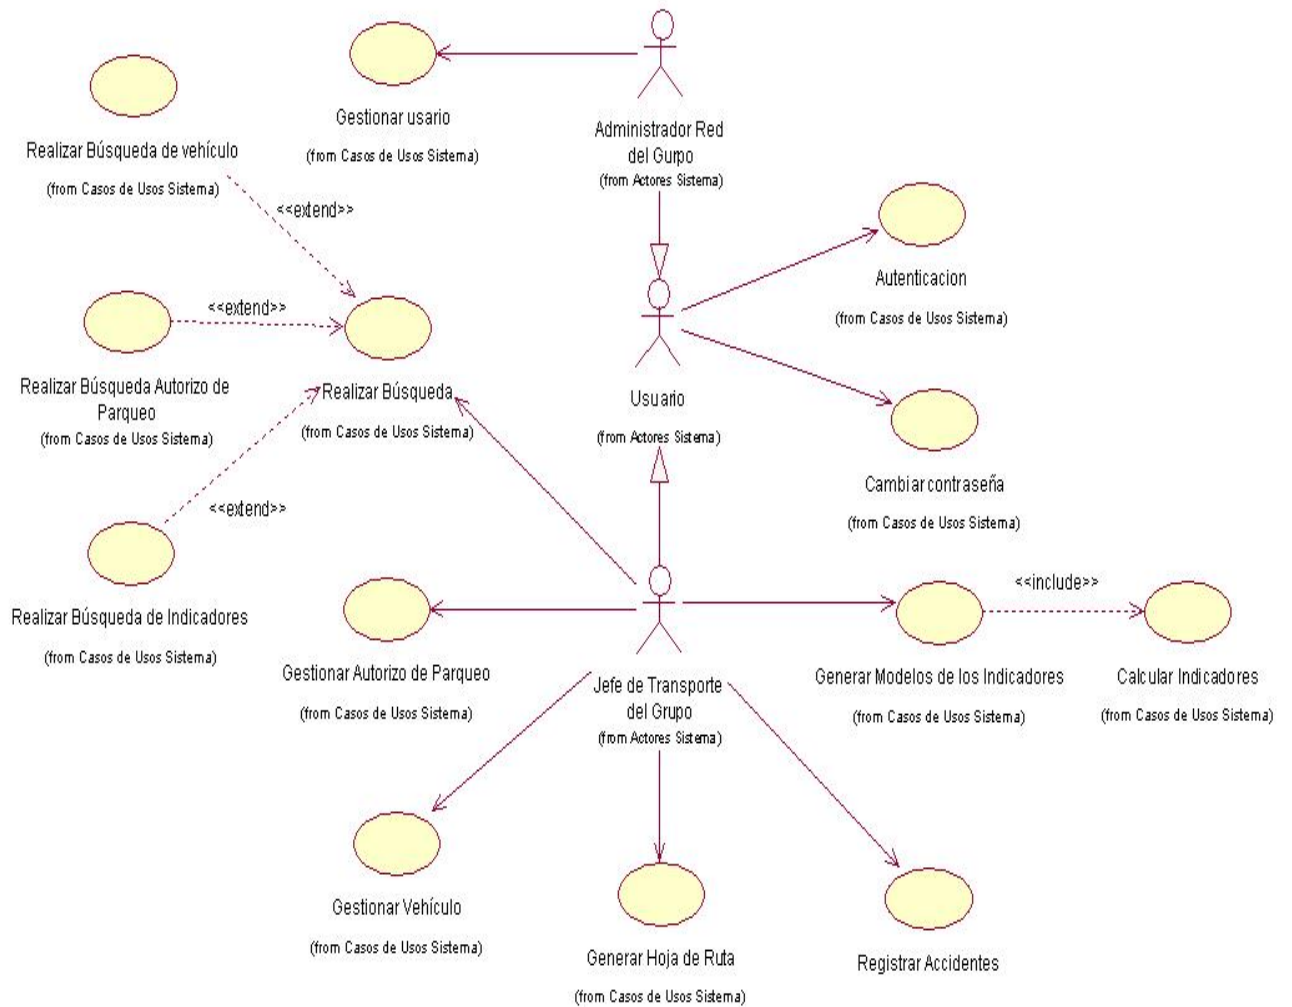 Gestionar usario
(from Casos de Usos Sistema)
Administrador Red
del Gurpo
(from Actores Sistema)
Realizar Búsqueda de vehículo
(from Casos de Usos Sistema)
<<extend>>
Autenticacion
(from Casos de Usos Sistema)
<<extend>>
Realizar Búsqueda Autorizo de
Parqueo
(from Casos de Usos Sistema)
Realizar Búsqueda
(from Casos de Usos Sistema)
Usuario
(from Actores Sistema)
Cambiar contraseña
(from Casos de Usos Sistema)
<<extend>>
Realizar Búsqueda de Indicadores
(from Casos de Usos Sistema)
<<include>>
Gestionar Autorizo de Parqueo
(from Casos de Usos Sistema)
Jefe de Transporte
del Grupo
(from Actores Sistema)
Generar Modelos de los Indicadores
(from Casos de Usos Sistema)
Calcular Indicadores
(from Casos de Usos Sistema)
Gestionar Vehículo
(from Casos de Usos Sistema)
Generar Hoja de Ruta
(from Casos de Usos Sistema)
Registrar Accidentes